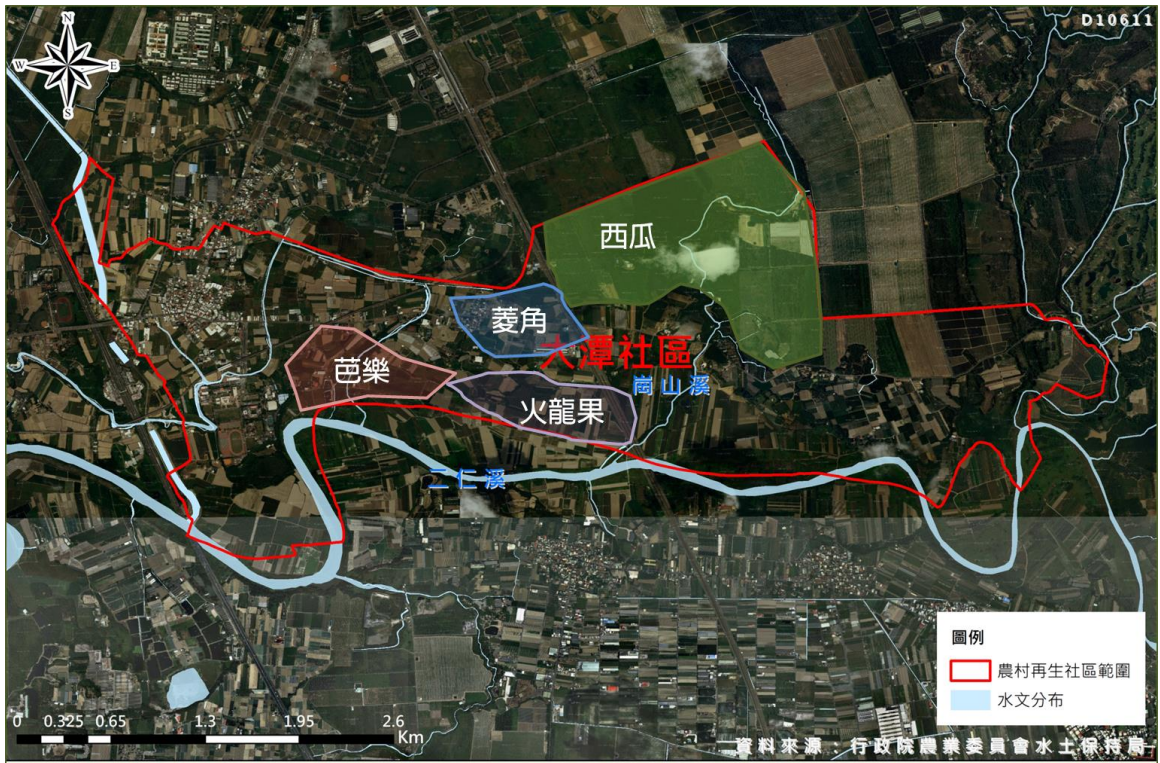 D10611
N
W
E
S
西瓜
菱角
大潭社區
芭樂
崗山溪
火龍果
二仁溪
圖例
農村再生社區範圍
水文分布
0 0.325 0.65 1.3 1.95 2.6
Km
資料來源：行政院農業委員會水土保持局